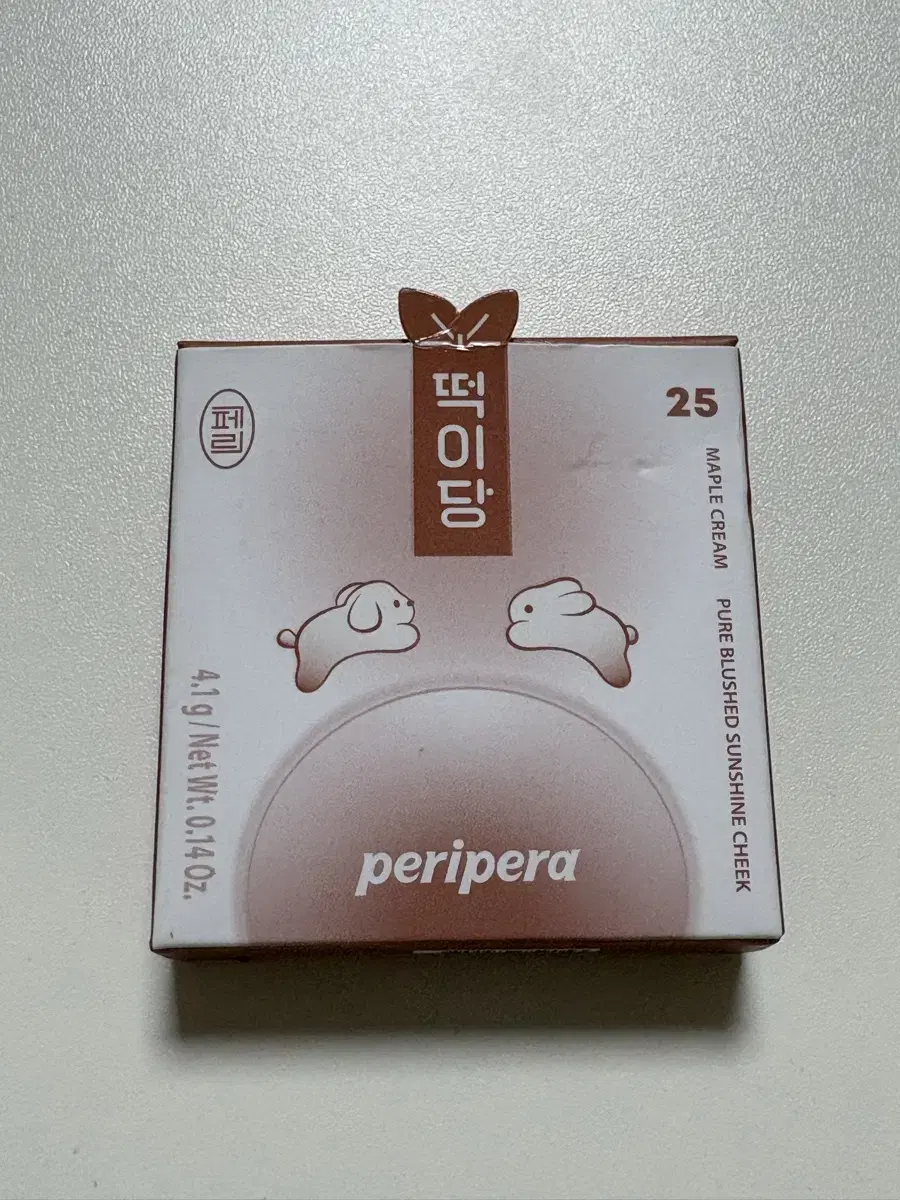 페리
떡이당
25
MAPLE CREAM PURE BLUSHED SUNSHINE CHEEK
4.1 g / Net Wt. 0.14 Oz.
peripera